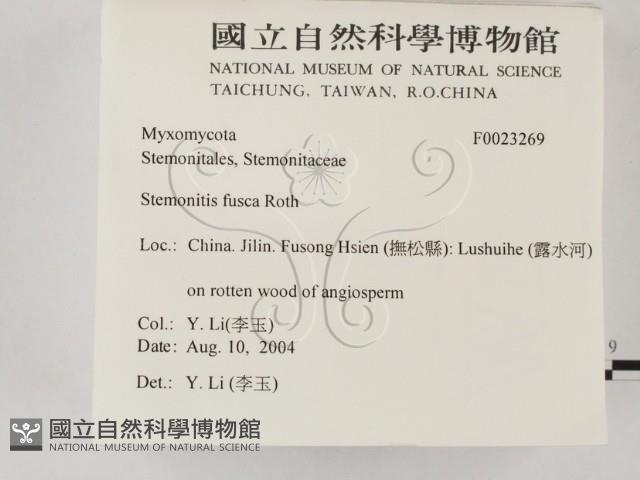 國立自然科學博物館
NATIONAL MUSEUM OF NATURAL SCIENCE
TAICHUNG, TAIWAN, R.O.CHINA
Myxomycota F0023269
Stemonitales, Stemonitaceae
Stemonitis fusca Roth
Loc.: China. Jilin. Fusong Hsien (撫松縣): Lushuihe (露水河)
on rotten wood of angiosperm
Col.: Y. Li(李玉)
Date: Aug. 10, 2004
Det.: Y. Li (李玉)
9
國立自然科學博物館
NATIONAL MUSEUM OF NATURAL SCIENCE